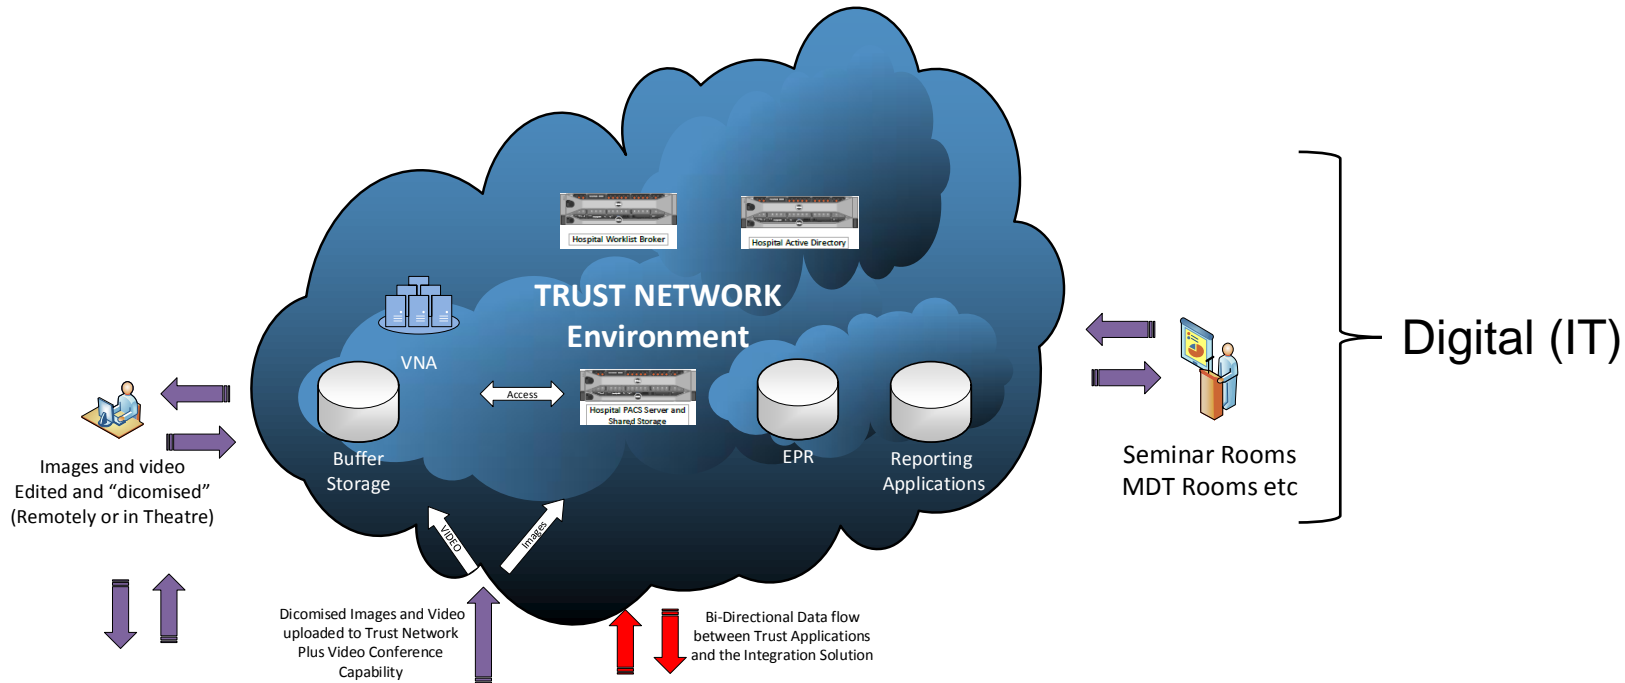 Hospital Worklist Broker
Hospital Active Directory
TRUST NETWORK
Environment
VNA
Access
Hospital PACS Server and
Shared Storage
Buffer
Storage
EPR
Reporting
Applications
VIDEO
Images
Images and video
Edited and “dicomised”
(Remotely or in Theatre)
Seminar Rooms
MDT Rooms etc
Digital (IT)
Dicomised Images and Video
uploaded to Trust Network
Plus Video Conference
Capability
Bi-Directional Data flow
between Trust Applications
and the Integration Solution